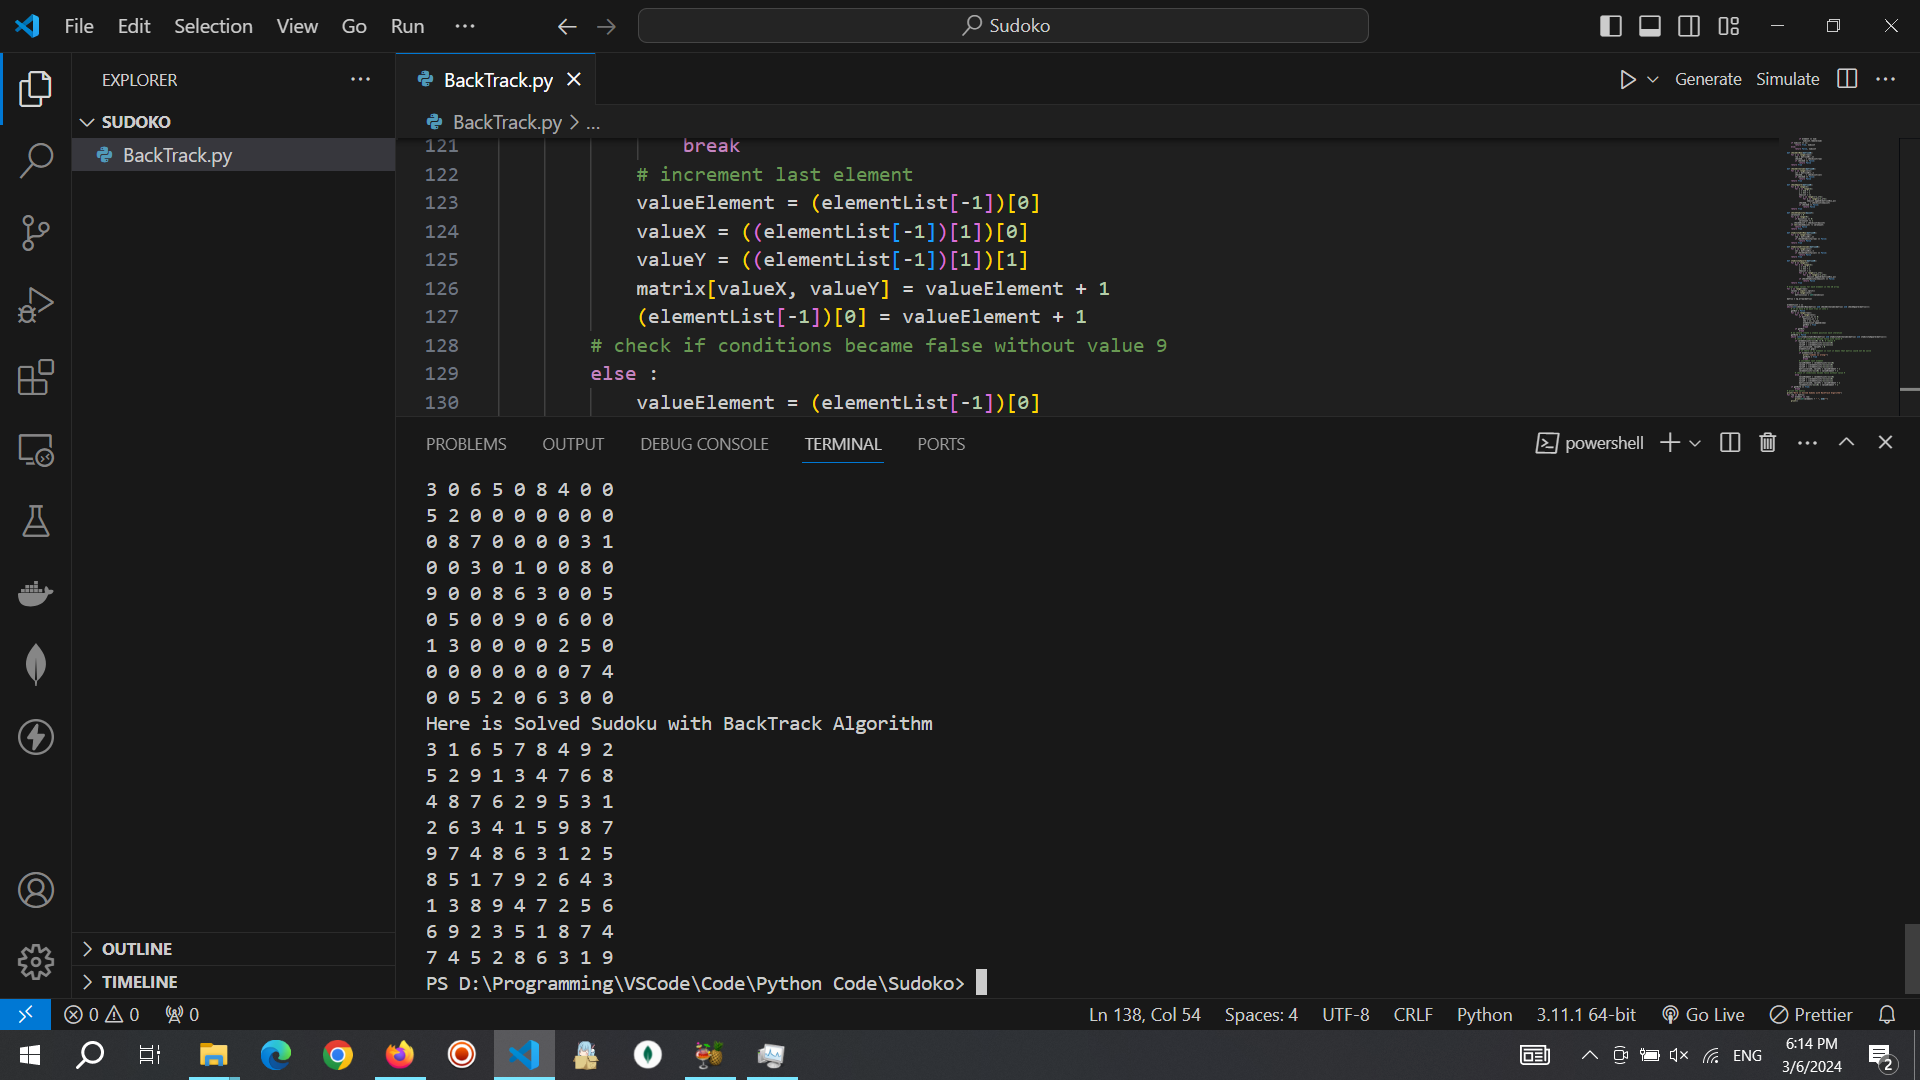 File Edit Selection View Go Run ··· Sudoko
EXPLORER ···
SUDOKO
BackTrack.py
OUTLINE
TIMELINE
BackTrack.py
Generate Simulate
BackTrack.py > ...
121 break
122 # increment last element
123 valueElement = (elementList[-1])[0]
124 valueX = ((elementList[-1])[1])[0]
125 valueY = ((elementList[-1])[1])[1]
126 matrix[valueX, valueY] = valueElement + 1
127 (elementList[-1])[0] = valueElement + 1
128 # check if conditions became false without value 9
129 else :
130 valueElement = (elementList[-1])[0]
PROBLEMS OUTPUT DEBUG CONSOLE TERMINAL PORTS powershell
3 0 6 5 0 8 4 0 0
5 2 0 0 0 0 0 0 0
0 8 7 0 0 0 0 3 1
0 0 3 0 1 0 0 8 0
9 0 0 8 6 3 0 0 5
0 5 0 0 9 0 6 0 0
1 3 0 0 0 0 2 5 0
0 0 0 0 0 0 0 7 4
0 0 5 2 0 6 3 0 0
Here is Solved Sudoku with BackTrack Algorithm
3 1 6 5 7 8 4 9 2
5 2 9 1 3 4 7 6 8
4 8 7 6 2 9 5 3 1
2 6 3 4 1 5 9 8 7
9 7 4 8 6 3 1 2 5
8 5 1 7 9 2 6 4 3
1 3 8 9 4 7 2 5 6
6 9 2 3 5 1 8 7 4
7 4 5 2 8 6 3 1 9
PS D:\Programming\VSCode\Code\Python Code\Sudoko>
0 0 0 Ln 138, Col 54 Spaces: 4 UTF-8 CRLF Python 3.11.1 64-bit Go Live Prettier
ENG
6:14 PM
3/6/2024
2